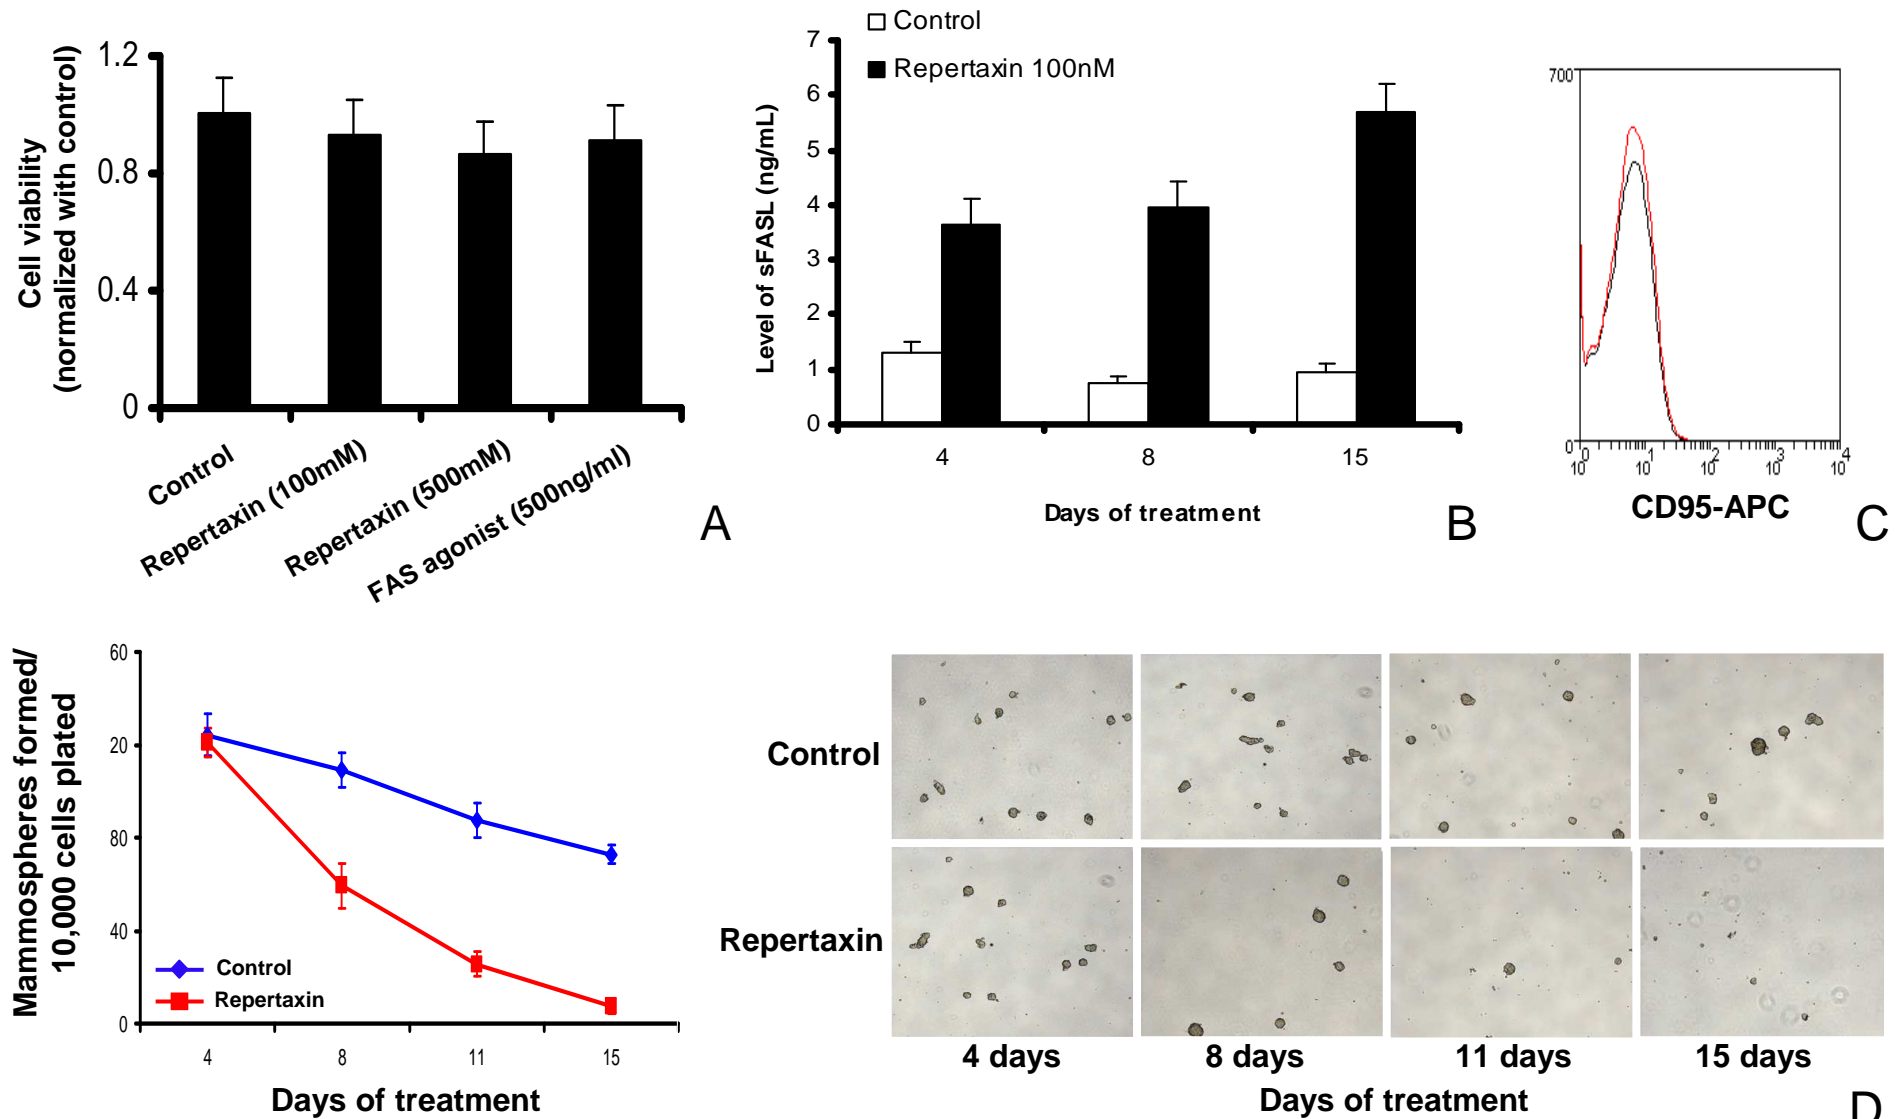 Cell viability
(normalized with control)
1.2
0.8
0.4
0
Control
Repertaxin (100mM)
Repertaxin (500mM)
FAS agonist (500ng/ml)
A
Control
Repertaxin 100nM
Level of sFASL (ng/mL)
7
6
5
4
3
2
1
0
4 8 15
Days of treatment
B
700
0
10^0 10^1 10^2 10^3 10^4
CD95-APC
C
Mammospheres formed/
10,000 cells plated
60
20
80
40
0
Control
Repertaxin
4 8 11 15
Days of treatment
Control
Repertaxin
4 days 8 days 11 days 15 days
Days of treatment
D